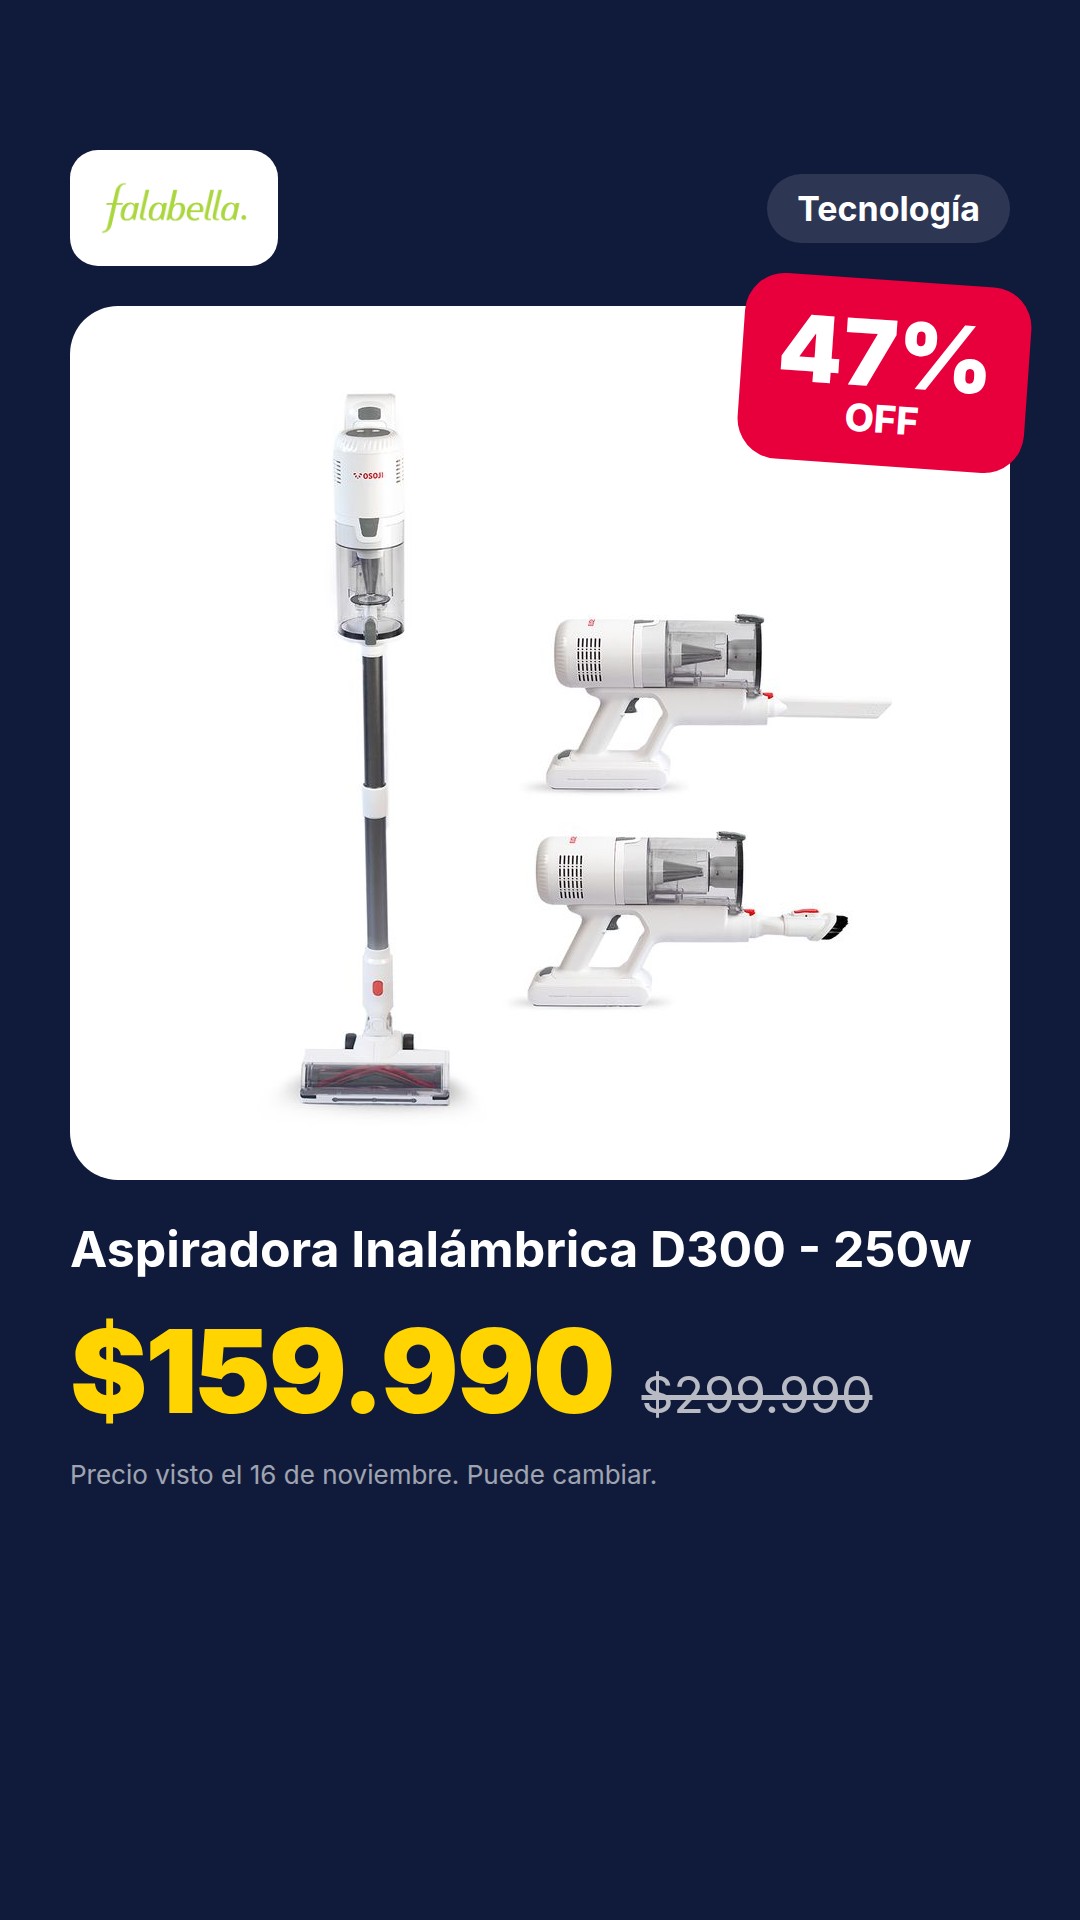 falabella.
Tecnología
47%
OFF
OSOJI
Aspiradora Inalámbrica D300 - 250w
$159.990 $299.990
Precio visto el 16 de noviembre. Puede cambiar.